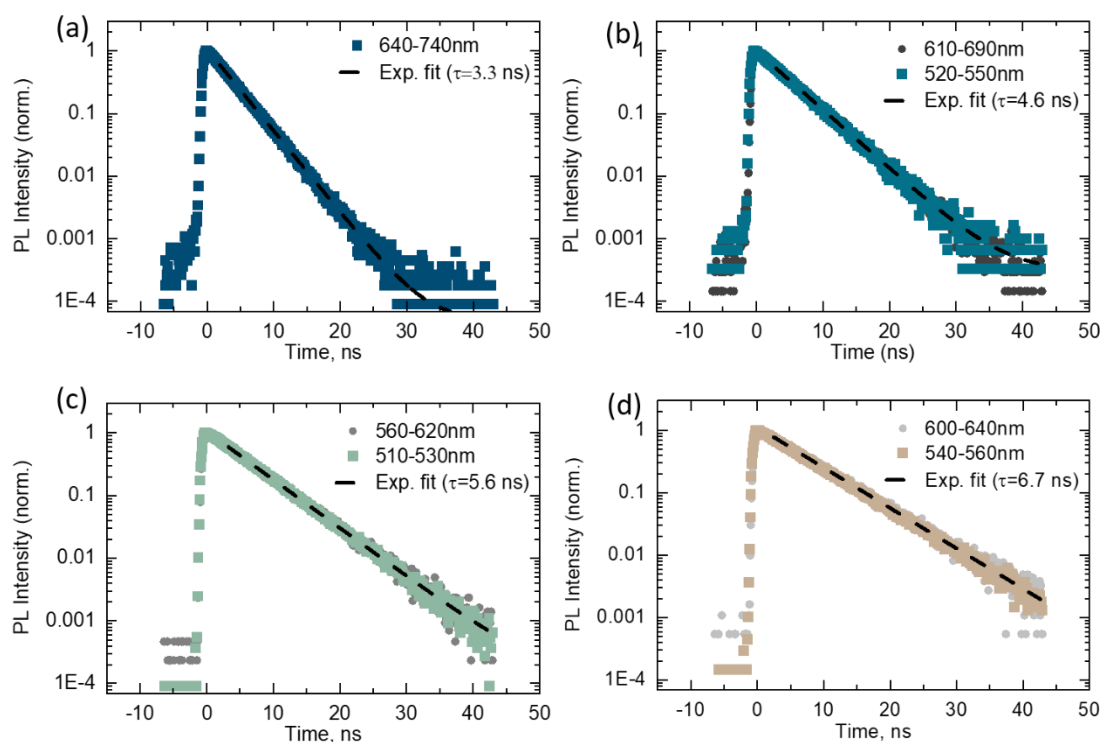 (a)
640-740nm
Exp. fit (τ=3.3 ns)
PL Intensity (norm.)
1
0.1
0.01
0.001
1E-4
-10 0 10 20 30 40 50
Time, ns
(b)
610-690nm
520-550nm
Exp. fit (τ=4.6 ns)
PL Intensity (norm.)
1
0.1
0.01
0.001
1E-4
-10 0 10 20 30 40 50
Time (ns)
(c)
560-620nm
510-530nm
Exp. fit (τ=5.6 ns)
PL Intensity (norm.)
1
0.1
0.01
0.001
1E-4
-10 0 10 20 30 40 50
Time, ns
(d)
600-640nm
540-560nm
Exp. fit (τ=6.7 ns)
PL Intensity (norm.)
1
0.1
0.01
0.001
1E-4
-10 0 10 20 30 40 50
Time, ns